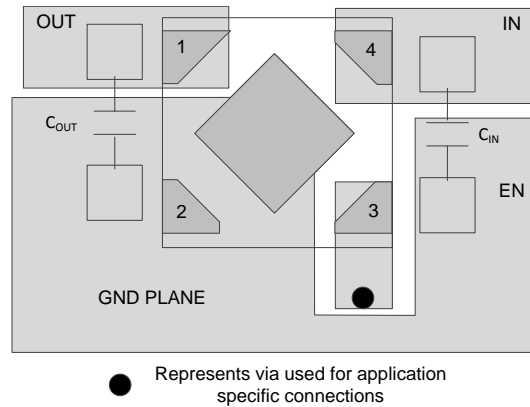 OUT
1
4
IN
COUT
CIN
2
3
EN
GND PLANE
Represents via used for application
specific connections